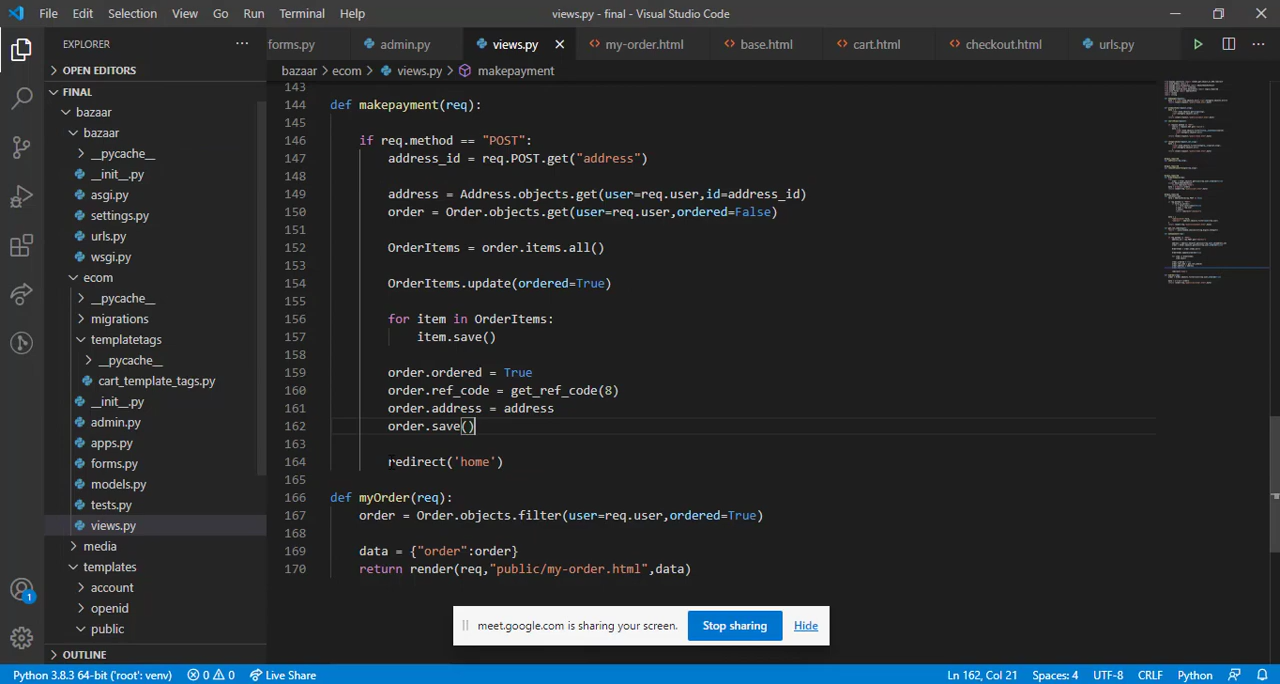 File Edit Selection View Go Run Terminal Help views.py - final - Visual Studio Code
EXPLORER ... forms.py admin.py views.py my-order.html base.html cart.html checkout.html urls.py
OPEN EDITORS
FINAL
bazaar
bazaar
__pycache__
__init__.py
asgi.py
settings.py
urls.py
wsgi.py
ecom
__pycache__
migrations
templatetags
__pycache__
cart_template_tags.py
__init__.py
admin.py
apps.py
forms.py
models.py
tests.py
views.py
media
templates
account
openid
public
OUTLINE
1
bazaar > ecom > views.py > makepayment
143
144 def makepayment(req):
145
146 if req.method == "POST":
147 address_id = req.POST.get("address")
148
149 address = Address.objects.get(user=req.user,id=address_id)
150 order = Order.objects.get(user=req.user,ordered=False)
151
152 OrderItems = order.items.all()
153
154 OrderItems.update(ordered=True)
155
156 for item in OrderItems:
157 item.save()
158
159 order.ordered = True
160 order.ref_code = get_ref_code(8)
161 order.address = address
162 order.save()
163
164 redirect('home')
165
166 def myOrder(req):
167 order = Order.objects.filter(user=req.user,ordered=True)
168
169 data = {"order":order}
170 return render(req,"public/my-order.html",data)
meet.google.com is sharing your screen. Stop sharing Hide
Python 3.8.3 64-bit ('root': venv) 0 0 Live Share Ln 162, Col 21 Spaces: 4 UTF-8 CRLF Python